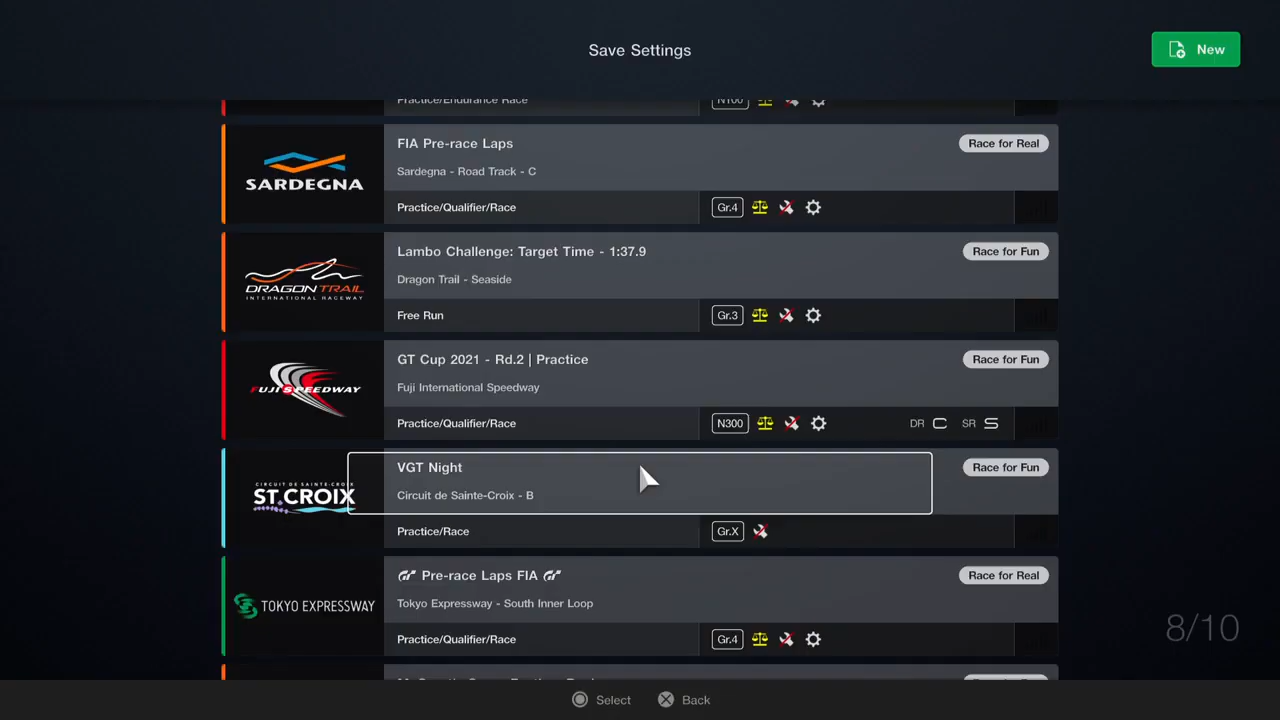 Save Settings
New
Practice/Endurance Race
N100
SARDEGNA
FIA Pre-race Laps
Race for Real
Sardegna - Road Track - C
Practice/Qualifier/Race
Gr.4
DRAGON TRAIL
INTERNATIONAL RACEWAY
Lambo Challenge: Target Time - 1:37.9
Race for Fun
Dragon Trail - Seaside
Free Run
Gr.3
FUJI SPEEDWAY
GT Cup 2021 - Rd.2 | Practice
Race for Fun
Fuji International Speedway
Practice/Qualifier/Race
N300
DR C SR S
CIRCUIT DE SAINTE-CROIX
ST.CROIX
VGT Night
Race for Fun
Circuit de Sainte-Croix - B
Practice/Race
Gr.X
TOKYO EXPRESSWAY
GT Pre-race Laps FIA GT
Race for Real
Tokyo Expressway - South Inner Loop
Practice/Qualifier/Race
Gr.4
8/10
Select
Back